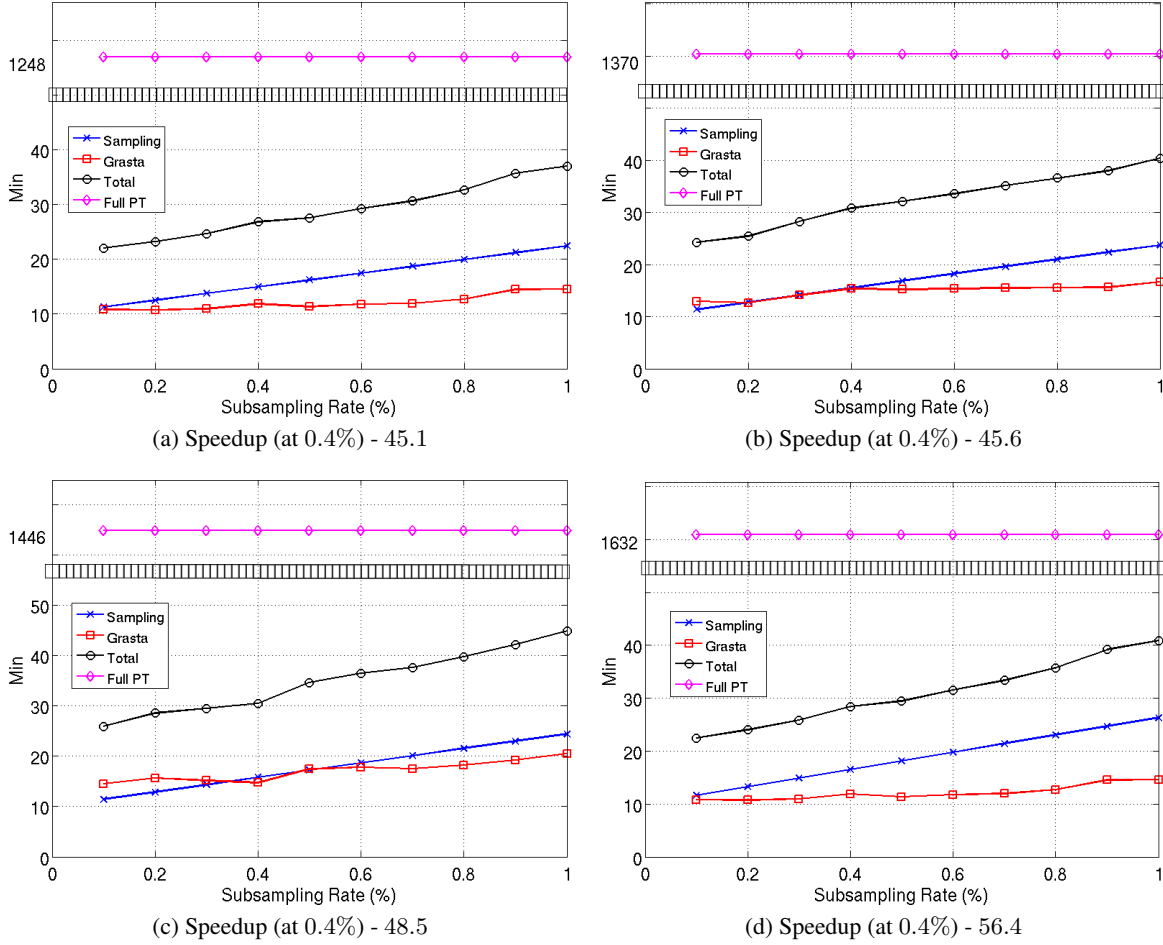 1248
40
30
20
10
0
Min
Sampling
Grasta
Total
Full PT
0 0.2 0.4 0.6 0.8 1
Subsampling Rate (%)
(a) Speedup (at 0.4%) - 45.1
1370
40
30
20
10
0
Min
Sampling
Grasta
Total
Full PT
0 0.2 0.4 0.6 0.8 1
Subsampling Rate (%)
(b) Speedup (at 0.4%) - 45.6
1446
50
40
30
20
10
0
Min
Sampling
Grasta
Total
Full PT
0 0.2 0.4 0.6 0.8 1
Subsampling Rate (%)
(c) Speedup (at 0.4%) - 48.5
1632
40
30
20
10
0
Min
Sampling
Grasta
Total
Full PT
0 0.2 0.4 0.6 0.8 1
Subsampling Rate (%)
(d) Speedup (at 0.4%) - 56.4